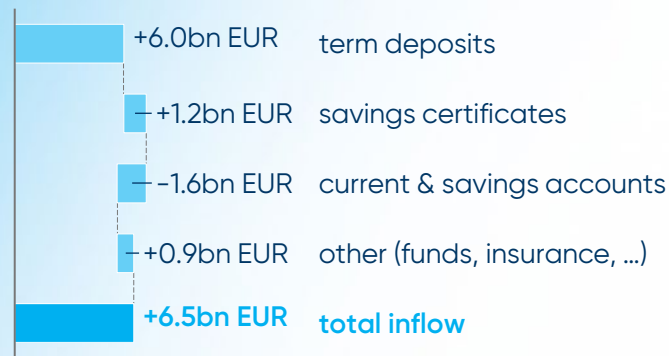 +6.0bn EUR term deposits
+1.2bn EUR savings certificates
-1.6bn EUR current & savings accounts
+0.9bn EUR other (funds, insurance, ...)
+6.5bn EUR total inflow